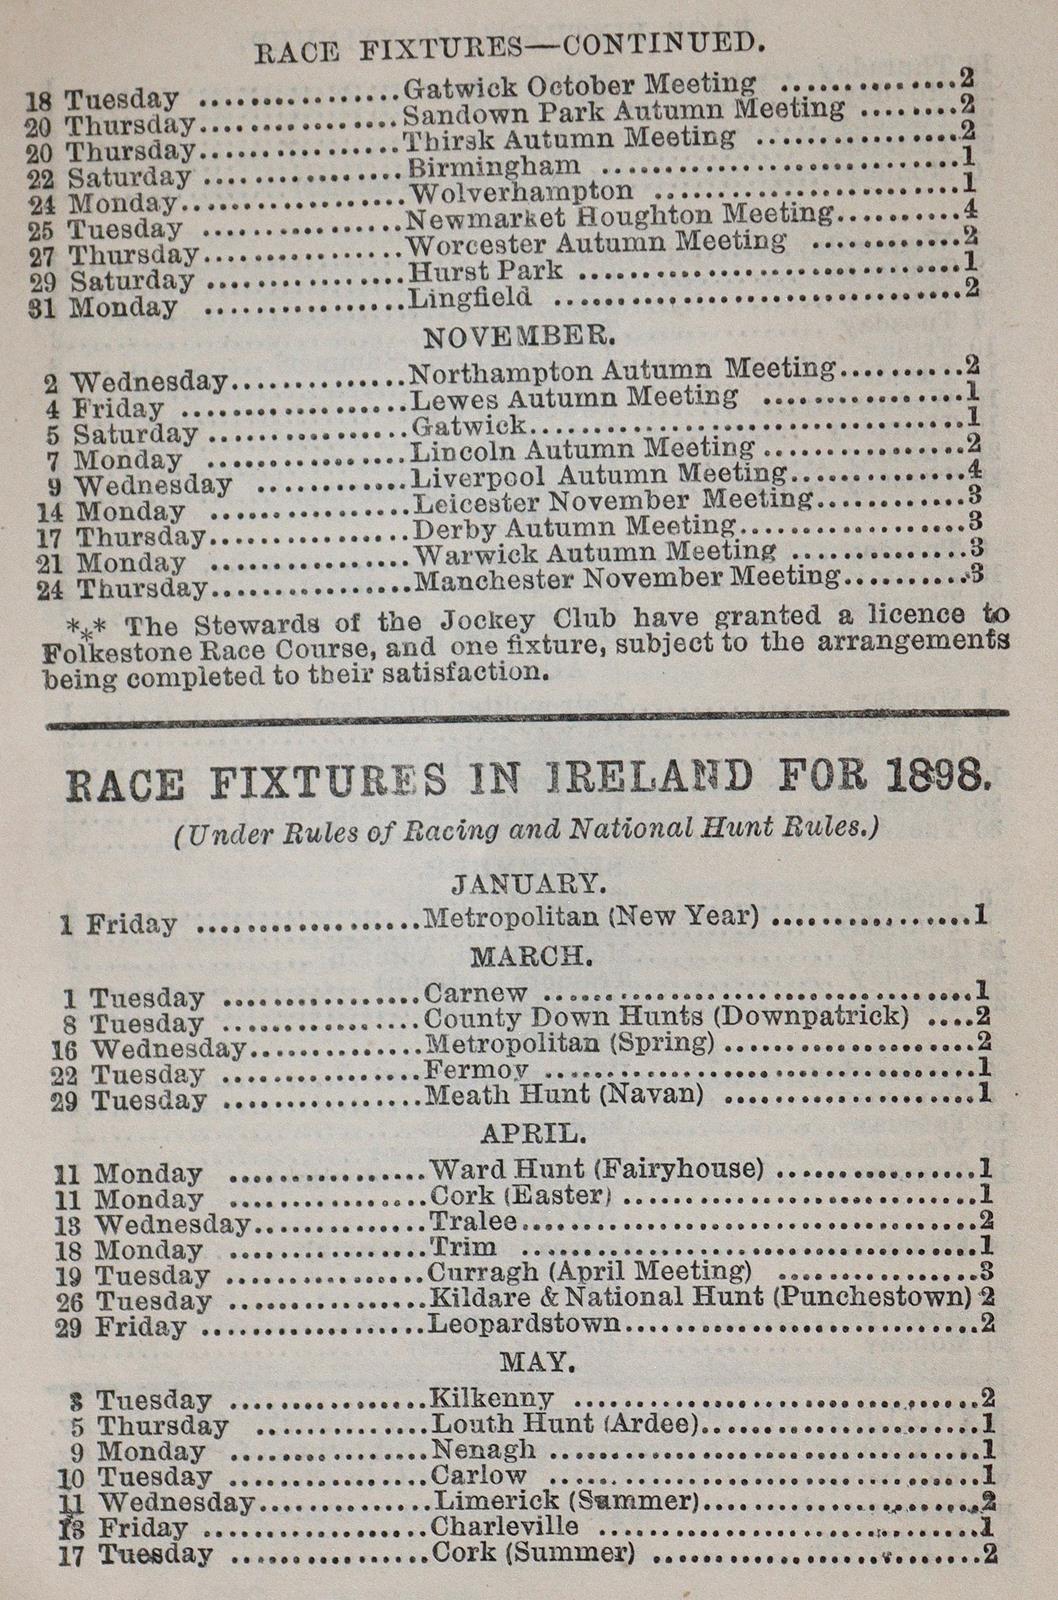 RACE FIXTURES—CONTINUED.
18 Tuesday ................Gatwick October Meeting ..............2
20 Thursday................Sandown Park Autumn Meeting ........2
20 Thursday................Thirsk Autumn Meeting ................2
22 Saturday ................Birmingham .............................1
24 Monday..................Wolverhampton .........................1
25 Tuesday ................Newmarket Houghton Meeting..........4
27 Thursday................Worcester Autumn Meeting ............2
29 Saturday ................Hurst Park ...............................1
31 Monday ................Lingfield .................................2
NOVEMBER.
2 Wednesday..............Northampton Autumn Meeting..........2
4 Friday ..................Lewes Autumn Meeting ................1
5 Saturday ................Gatwick....................................1
7 Monday ................Lincoln Autumn Meeting ................2
9 Wednesday ............Liverpool Autumn Meeting..............4
14 Monday ................Leicester November Meeting............3
17 Thursday................Derby Autumn Meeting..................3
21 Monday ................Warwick Autumn Meeting ..............3
24 Thursday................Manchester November Meeting..........3
*** The Stewards of the Jockey Club have granted a licence to
Folkestone Race Course, and one fixture, subject to the arrangements
being completed to their satisfaction.
RACE FIXTURES IN IRELAND FOR 1898.
(Under Rules of Racing and National Hunt Rules.)
JANUARY.
1 Friday ..................Metropolitan (New Year) ................1
MARCH.
1 Tuesday ................Carnew ...................................1
8 Tuesday ................County Down Hunts (Downpatrick) ....2
16 Wednesday..............Metropolitan (Spring) ....................2
22 Tuesday ................Fermoy ...................................1
29 Tuesday ................Meath Hunt (Navan) ....................1
APRIL.
11 Monday ................Ward Hunt (Fairyhouse) ................1
11 Monday ................Cork (Easter) ............................1
13 Wednesday..............Tralee.....................................2
18 Monday ................Trim .....................................1
19 Tuesday ................Curragh (April Meeting) ................3
26 Tuesday ................Kildare & National Hunt (Punchestown) 2
29 Friday ..................Leopardstown............................2
MAY.
3 Tuesday ................Kilkenny .................................2
5 Thursday ..............Louth Hunt (Ardee)......................1
9 Monday ................Nenagh ...................................1
10 Tuesday ................Carlow ...................................1
11 Wednesday..............Limerick (Summer)......................2
13 Friday ..................Charleville ...............................1
17 Tuesday ................Cork (Summer) ..........................2